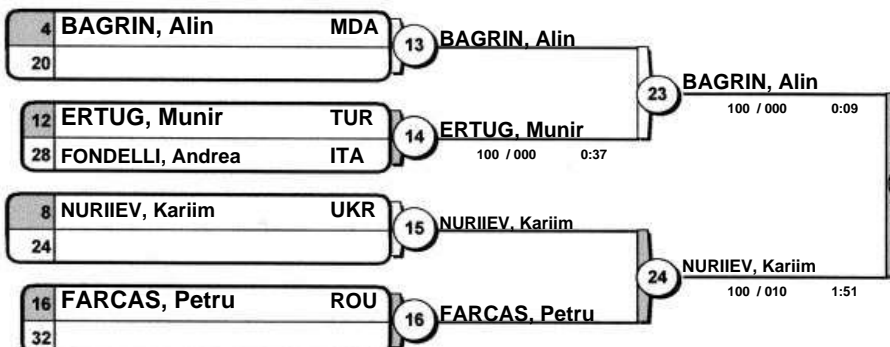 4 BAGRIN, Alin MDA
20
13 BAGRIN, Alin
12 ERTUG, Munir TUR
28 FONDELLI, Andrea ITA
14 ERTUG, Munir
100 / 000 0:37
23 BAGRIN, Alin
100 / 000 0:09
8 NURIIEV, Kariim UKR
24
15 NURIIEV, Kariim
16 FARCAS, Petru ROU
32
16 FARCAS, Petru
24 NURIIEV, Kariim
100 / 010 1:51